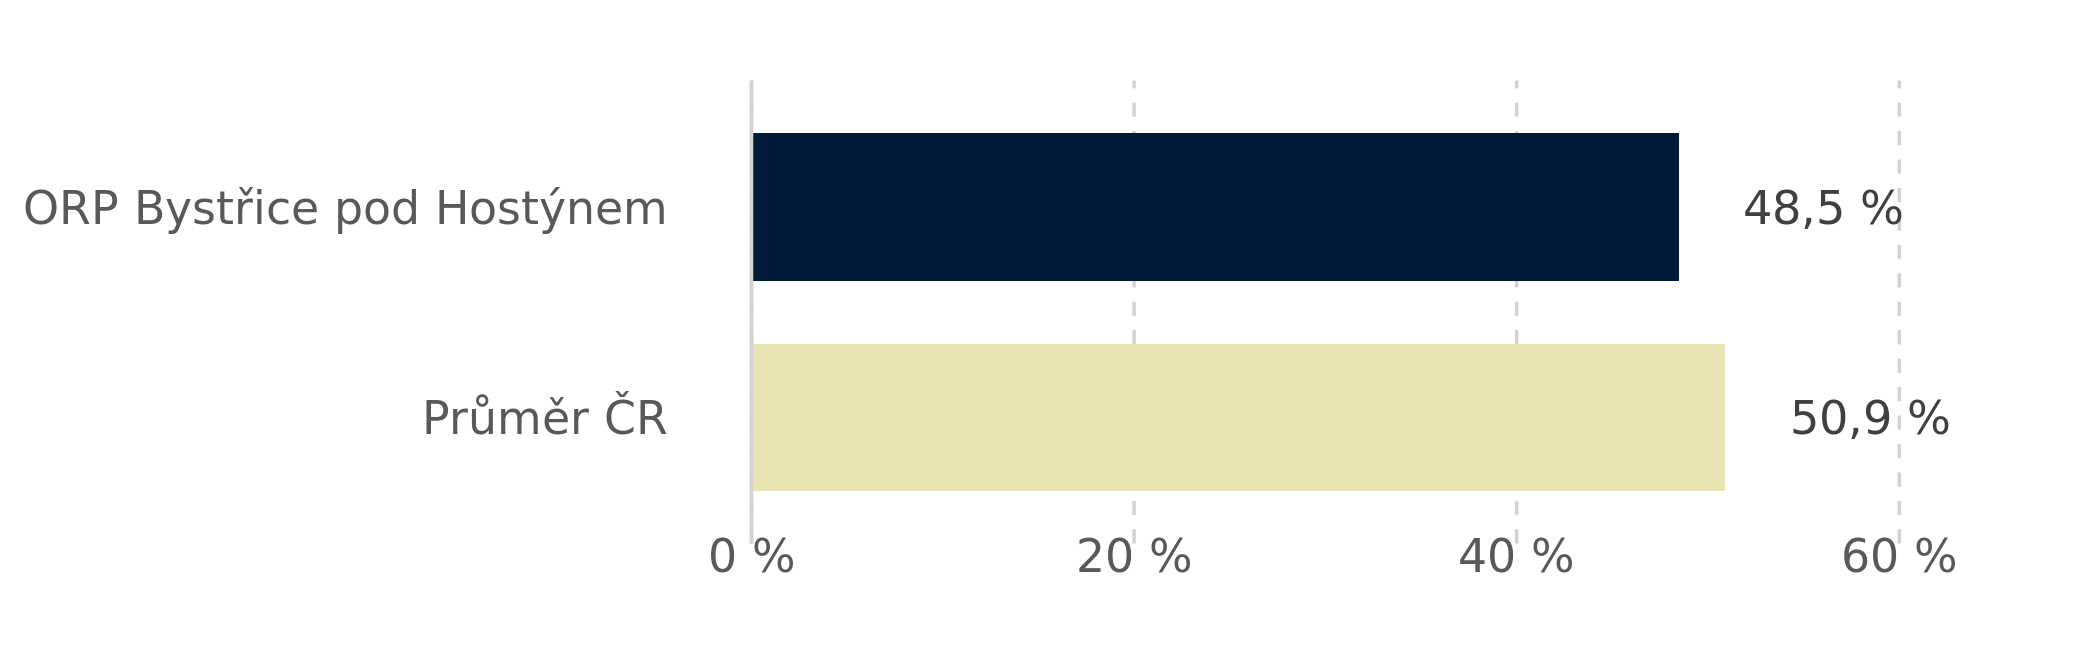 ORP Bystřice pod Hostýnem 48,5 %
Průměr ČR 50,9 %
0 % 20 % 40 % 60 %